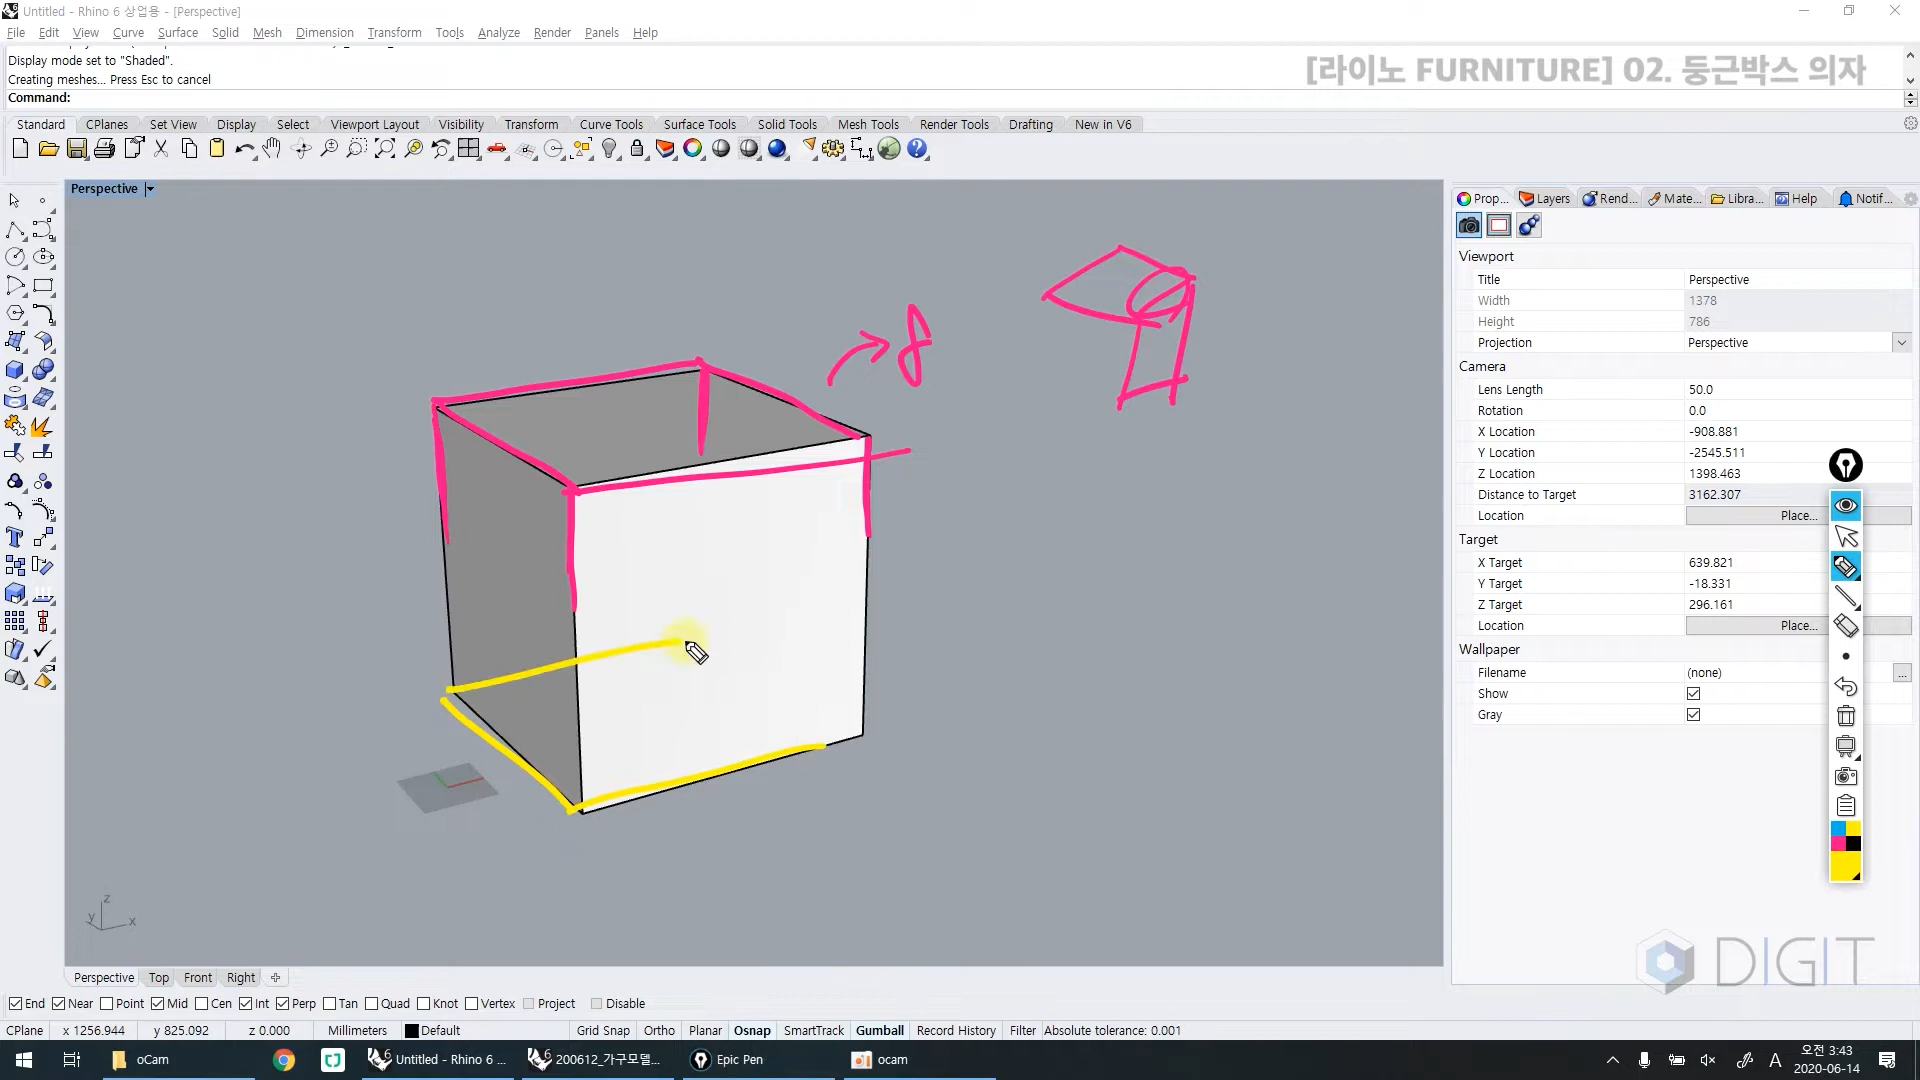 Untitled - Rhino 6 상업용 - [Perspective]
File Edit View Curve Surface Solid Mesh Dimension Transform Tools Analyze Render Panels Help
Display mode set to "Shaded".
Creating meshes... Press Esc to cancel
Command:
[라이노 FURNITURE] 02. 둥근박스 의자
Standard CPlanes Set View Display Select Viewport Layout Visibility Transform Curve Tools Surface Tools Solid Tools Mesh Tools Render Tools Drafting New in V6
Perspective
Prop... Layers Rend... Mate... Libra... Help Notif...
Viewport
Title Perspective
Width 1378
Height 786
Projection Perspective
Camera
Lens Length 50.0
Rotation 0.0
X Location -908.881
Y Location -2545.511
Z Location 1398.463
Distance to Target 3162.307
Location Place...
Target
X Target 639.821
Y Target -18.331
Z Target 296.161
Location Place...
Wallpaper
Filename (none) ...
Show
Gray
8
z
y x
DIGIT
Perspective Top Front Right
End Near Point Mid Cen Int Perp Tan Quad Knot Vertex Project Disable
CPlane x 1256.944 y 825.092 z 0.000 Millimeters Default Grid Snap Ortho Planar Osnap SmartTrack Gumball Record History Filter Absolute tolerance: 0.001
oCam Untitled - Rhino 6 ... 200612_가구모델... Epic Pen ocam A 오전 3:43
2020-06-14